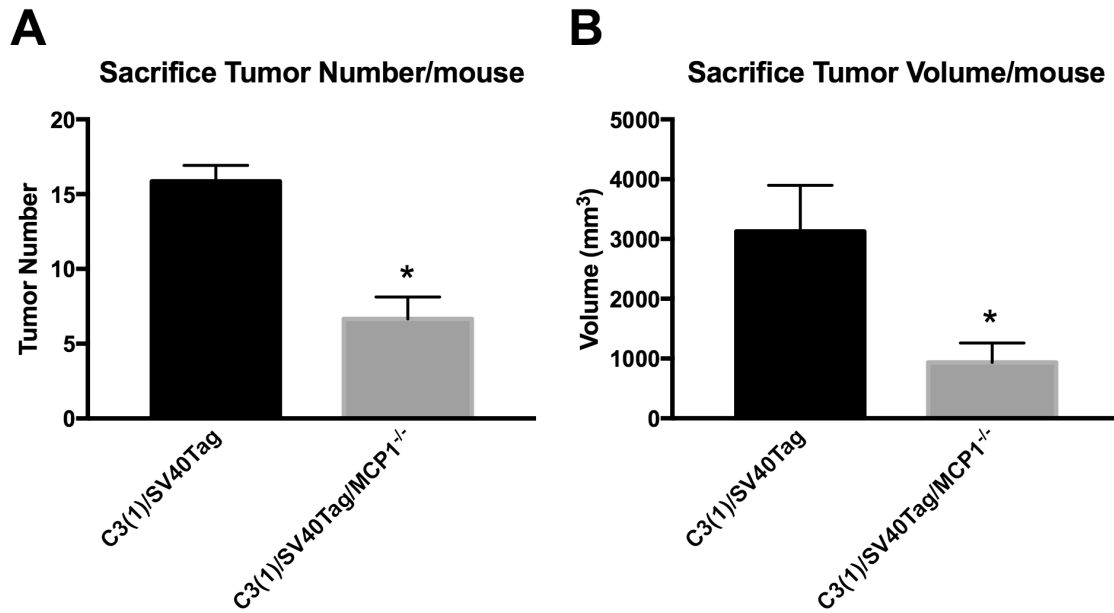 A
Sacrifice Tumor Number/mouse
Tumor Number
20
15
10
5
0
*
C3(1)/SV40Tag
C3(1)/SV40Tag/MCP1-/-
B
Sacrifice Tumor Volume/mouse
Volume (mm3)
5000
4000
3000
2000
1000
0
*
C3(1)/SV40Tag
C3(1)/SV40Tag/MCP1-/-